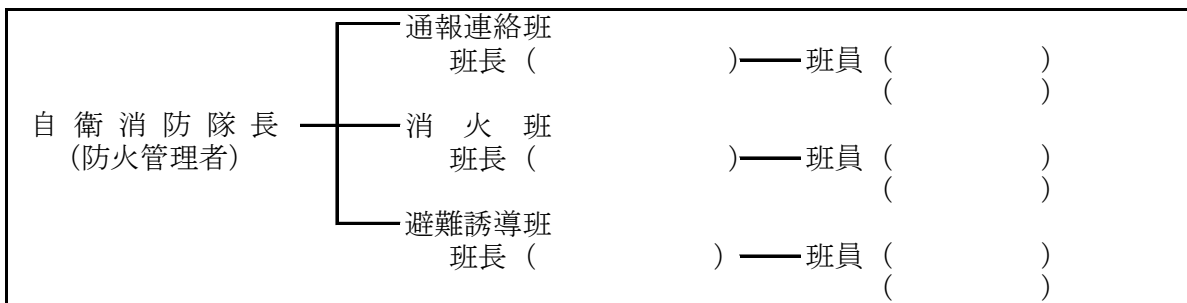 通報連絡班
班長（　　　　　　　）班員（　　　　　）
（　　　　　）
自 衛 消 防 隊 長 消　火　班
（防火管理者）　班長（　　　　　　　）班員（　　　　　）
（　　　　　）
避難誘導班
班長（　　　　　　　）班員（　　　　　）
（　　　　　）